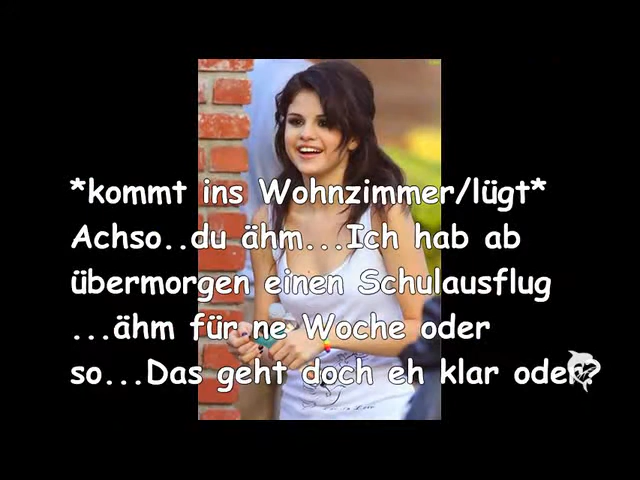 *kommt ins Wohnzimmer/lügt*
Achso..du ähm...Ich hab ab
übermorgen einen Schulausflug
...ähm für ne Woche oder
so...Das geht doch eh klar oder?